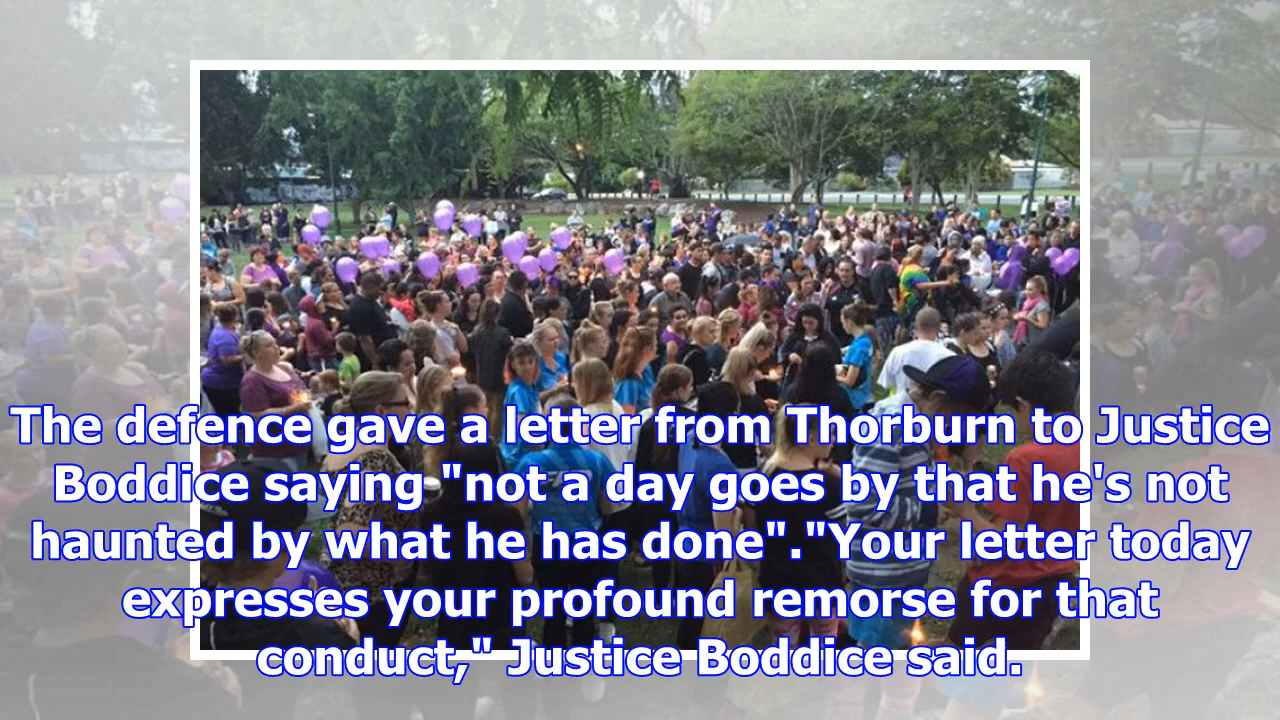 The defence gave a letter from Thorburn to Justice
Boddice saying "not a day goes by that he's not
haunted by what he has done"."Your letter today
expresses your profound remorse for that
conduct," Justice Boddice said.